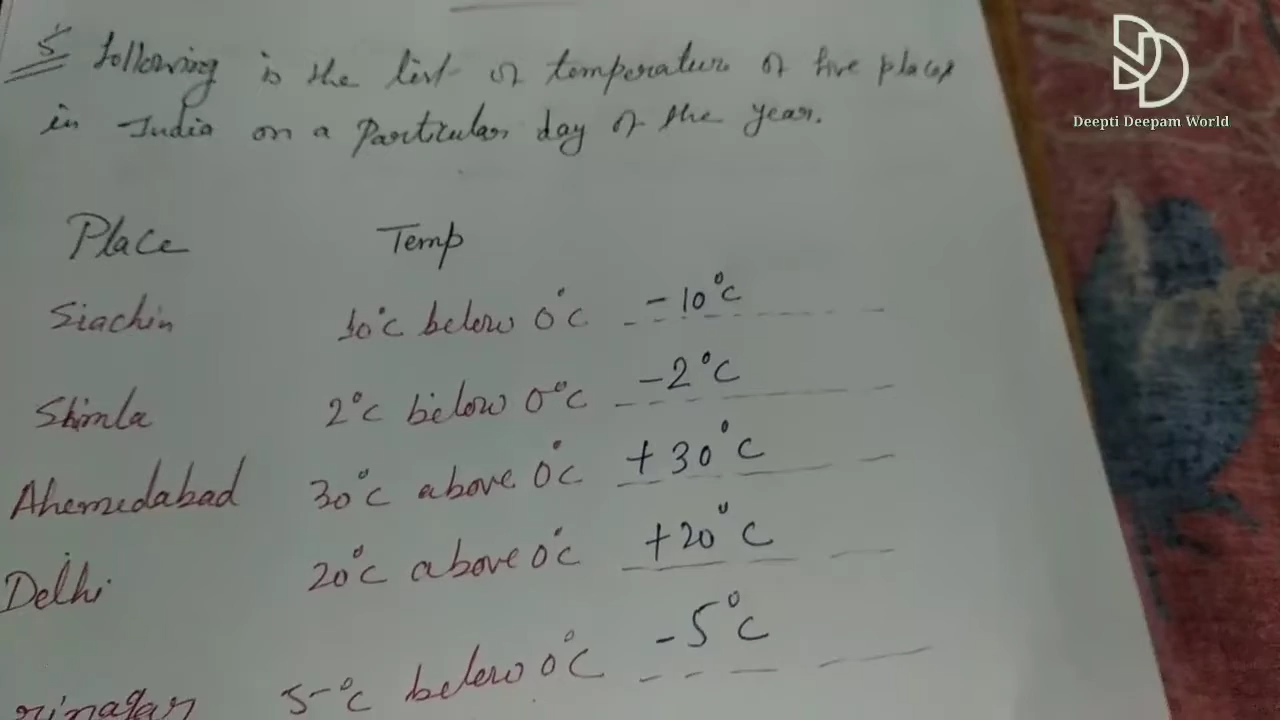 5 Following is the list of temperature of five places
in India on a Particular day of the year.
Place Temp
Siachin 10°C below 0°C -10°C
Shimla 2°C below 0°C -2°C
Ahemedabad 30°C above 0°C +30°C
Delhi 20°C above 0°C +20°C
rinagar 5°C below 0°C -5°C
Deepti Deepam World